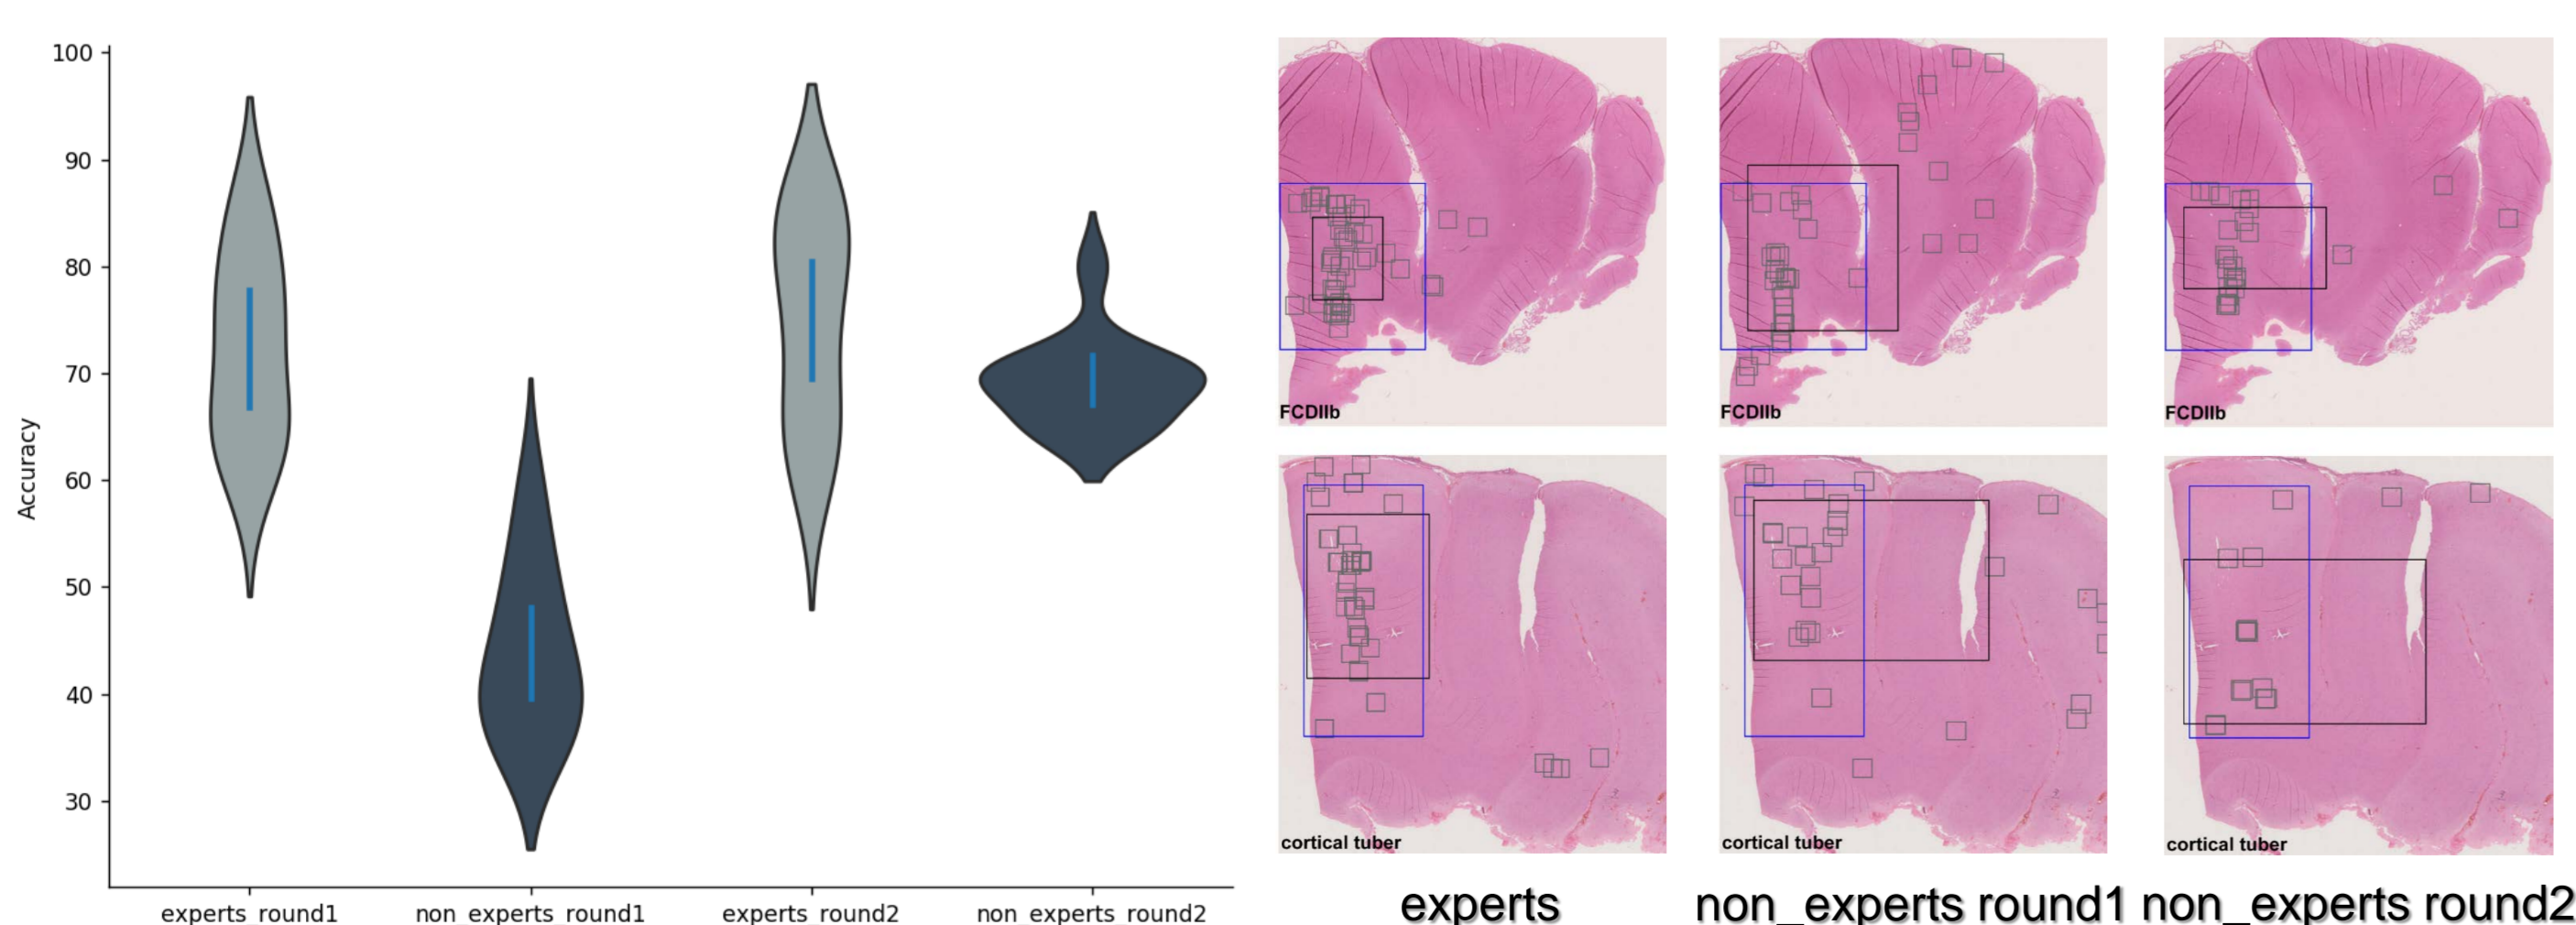 Accuracy
100
90
80
70
60
50
40
30
experts_round1
non_experts_round1
experts_round2
non_experts_round2
FCDIIb
FCDIIb
FCDIIb
cortical tuber
cortical tuber
cortical tuber
experts
non_experts round1
non_experts round2